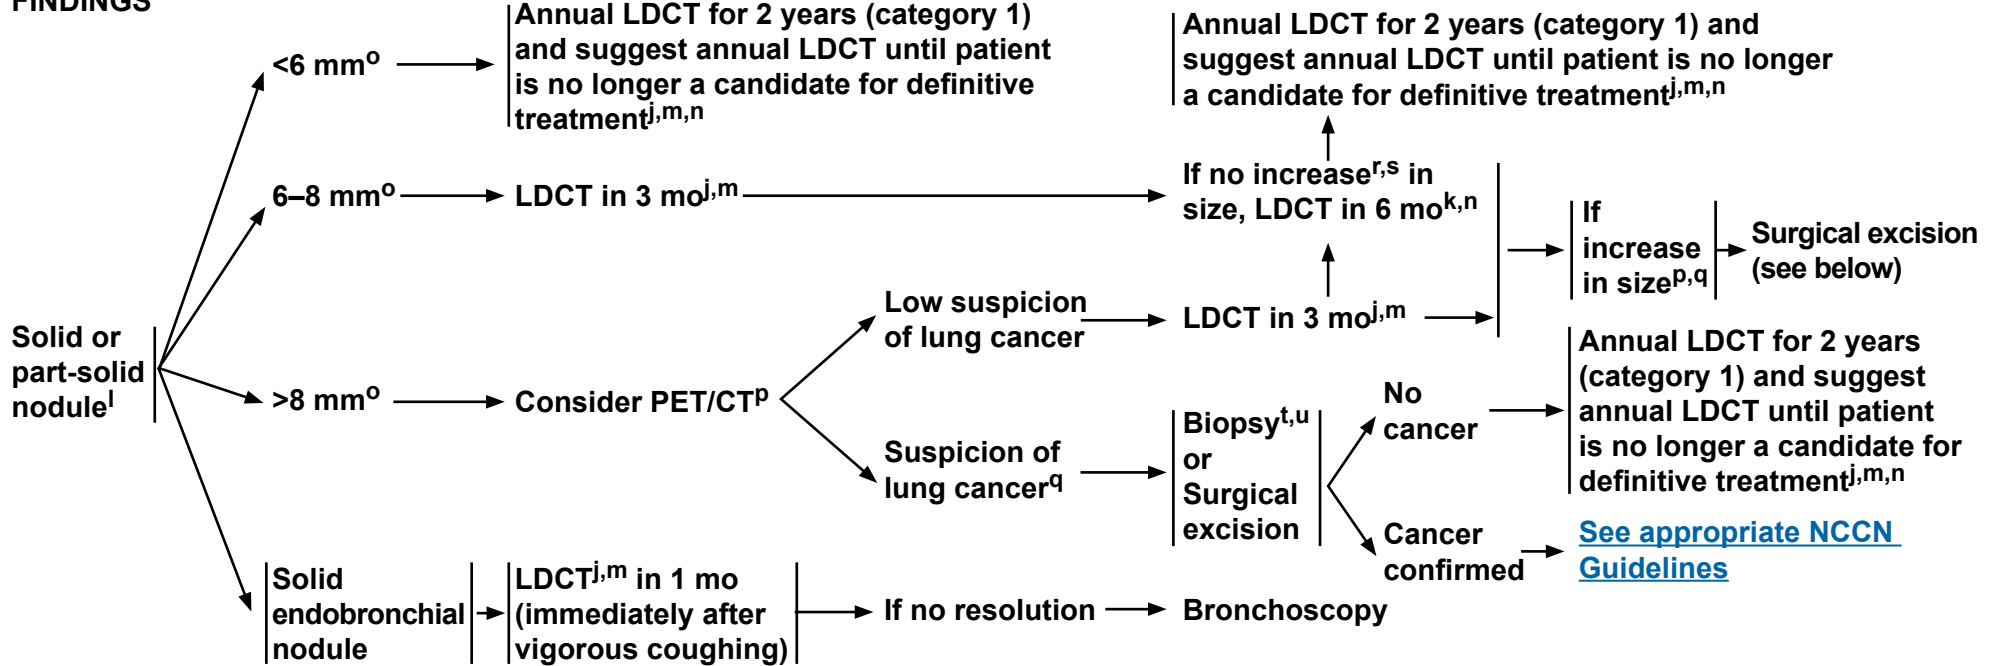 FINDINGS
<6 mmᵒ
Annual LDCT for 2 years (category 1)
and suggest annual LDCT until patient
is no longer a candidate for definitive
treatmentʲ,ᵐ,ⁿ
Annual LDCT for 2 years (category 1) and
suggest annual LDCT until patient is no longer
a candidate for definitive treatmentʲ,ᵐ,ⁿ
6–8 mmᵒ
LDCT in 3 moʲ,ᵐ
If no increaseʳ,ˢ in
size, LDCT in 6 moᵏ,ⁿ
If
increase
in sizeᵖ,q
Surgical excision
(see below)
Solid or
part-solid
noduleˡ
>8 mmᵒ
Consider PET/CTᵖ
Low suspicion
of lung cancer
LDCT in 3 moʲ,ᵐ
Suspicion of
lung cancerq
Biopsyᵗ,ᵘ
or
Surgical
excision
No
cancer
Annual LDCT for 2 years
(category 1) and suggest
annual LDCT until patient
is no longer a candidate for
definitive treatmentʲ,ᵐ,ⁿ
Cancer
confirmed
See appropriate NCCN
Guidelines
Solid
endobronchial
nodule
LDCTʲ,ᵐ in 1 mo
(immediately after
vigorous coughing)
If no resolution
Bronchoscopy